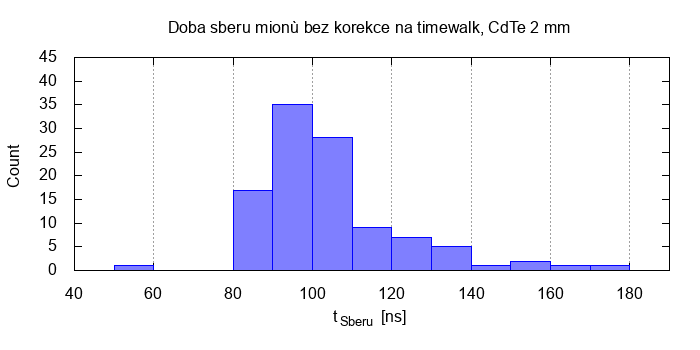 Doba sberu mionù bez korekce na timewalk, CdTe 2 mm
45
40
35
30
25
20
15
10
5
0
Count
40 60 80 100 120 140 160 180
t Sberu [ns]